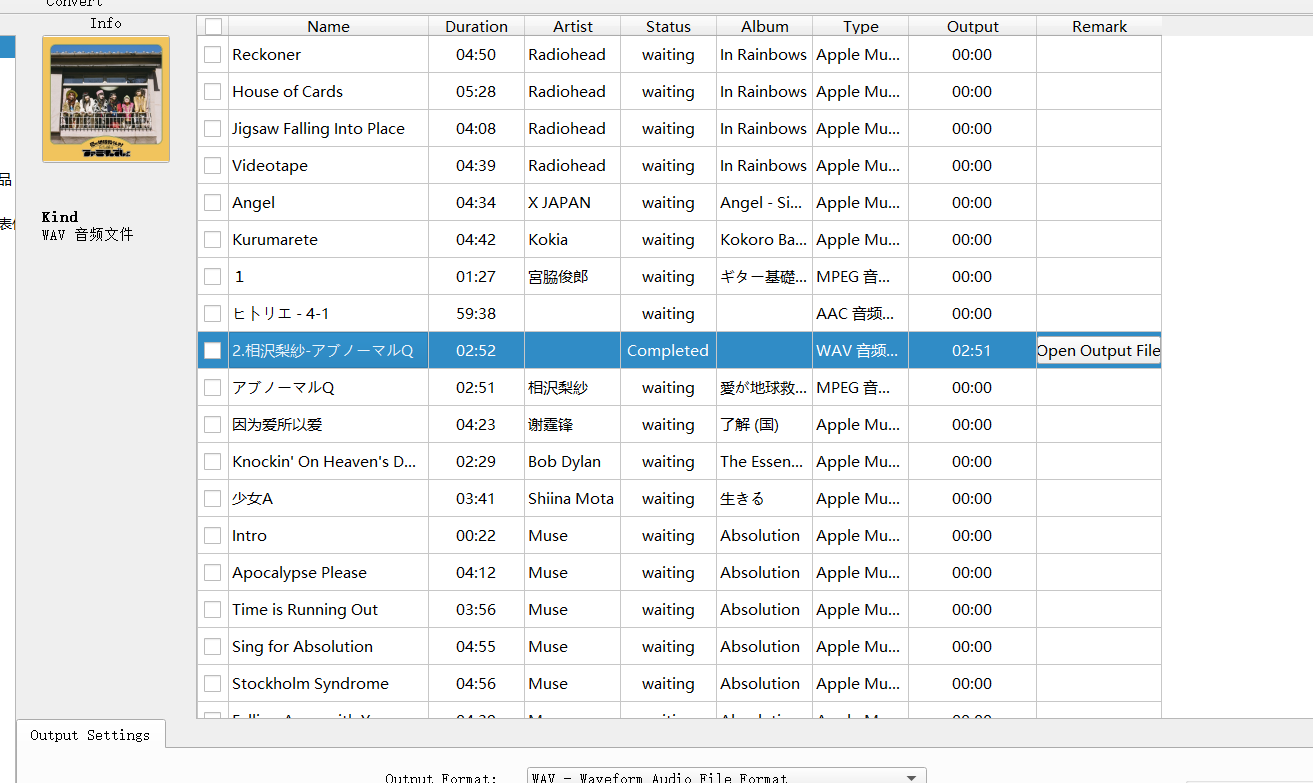 Convert
Info
品
Kind
WAV 音频文件
Name Duration Artist Status Album Type Output Remark
Reckoner 04:50 Radiohead waiting In Rainbows Apple Mu... 00:00
House of Cards 05:28 Radiohead waiting In Rainbows Apple Mu... 00:00
Jigsaw Falling Into Place 04:08 Radiohead waiting In Rainbows Apple Mu... 00:00
Videotape 04:39 Radiohead waiting In Rainbows Apple Mu... 00:00
Angel 04:34 X JAPAN waiting Angel - Si... Apple Mu... 00:00
Kurumarete 04:42 Kokia waiting Kokoro Ba... Apple Mu... 00:00
1 01:27 宮脇俊郎 waiting ギター基礎... MPEG 音... 00:00
ヒトリエ - 4-1 59:38 waiting AAC 音频... 00:00
2.相沢梨紗-アブノーマルQ 02:52 Completed WAV 音频... 02:51 Open Output File
アブノーマルQ 02:51 相沢梨紗 waiting 愛が地球救... MPEG 音... 00:00
因为爱所以爱 04:23 谢霆锋 waiting 了解 (国) Apple Mu... 00:00
Knockin' On Heaven's D... 02:29 Bob Dylan waiting The Essen... Apple Mu... 00:00
少女A 03:41 Shiina Mota waiting 生きる Apple Mu... 00:00
Intro 00:22 Muse waiting Absolution Apple Mu... 00:00
Apocalypse Please 04:12 Muse waiting Absolution Apple Mu... 00:00
Time is Running Out 03:56 Muse waiting Absolution Apple Mu... 00:00
Sing for Absolution 04:55 Muse waiting Absolution Apple Mu... 00:00
Stockholm Syndrome 04:56 Muse waiting Absolution Apple Mu... 00:00
Output Settings
Output Format: WAV - Waveform Audio File Format